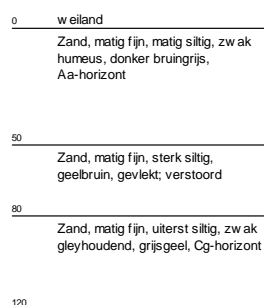 0 weiland
Zand, matig fijn, matig siltig, zwak
humeus, donker bruingrijs,
Aa-horizont
50
Zand, matig fijn, sterk siltig,
geelbruin, gevlekt; verstoord
80
Zand, matig fijn, uiterst siltig, zwak
gleyhoudend, grijsgeel, Cg-horizont
120